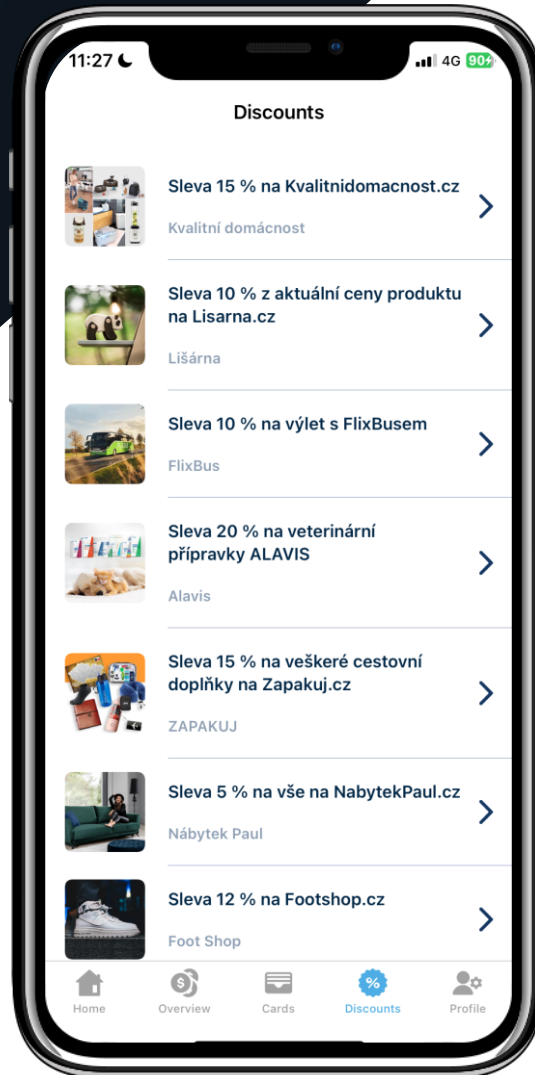 11:27
4G 90
Discounts
Sleva 15 % na Kvalitnidomacnost.cz
Kvalitní domácnost
Sleva 10 % z aktuální ceny produktu
na Lisarna.cz
Lišárna
Sleva 10 % na výlet s FlixBusem
FlixBus
Sleva 20 % na veterinární
přípravky ALAVIS
Alavis
Sleva 15 % na veškeré cestovní
doplňky na Zapakuj.cz
ZAPAKUJ
Sleva 5 % na vše na NabytekPaul.cz
Nábytek Paul
Sleva 12 % na Footshop.cz
Foot Shop
Home Overview Cards Discounts Profile